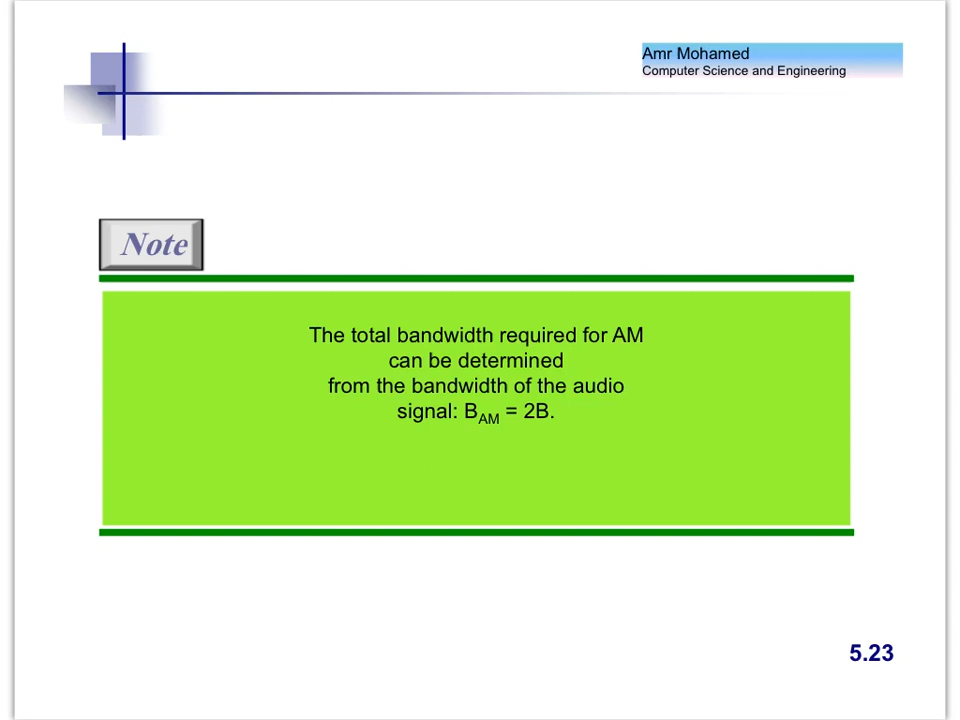 Amr Mohamed
Computer Science and Engineering
Note
The total bandwidth required for AM
can be determined
from the bandwidth of the audio
signal: B_AM = 2B.
5.23